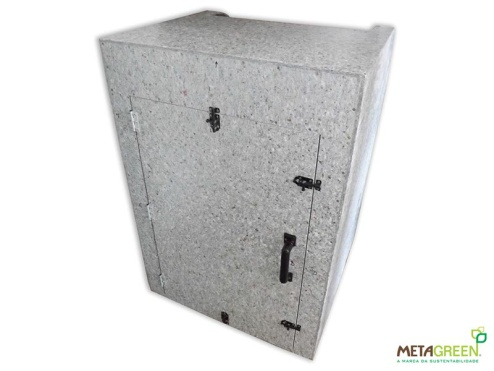 METAGREEN.
A MARCA DA SUSTENTABILIDADE